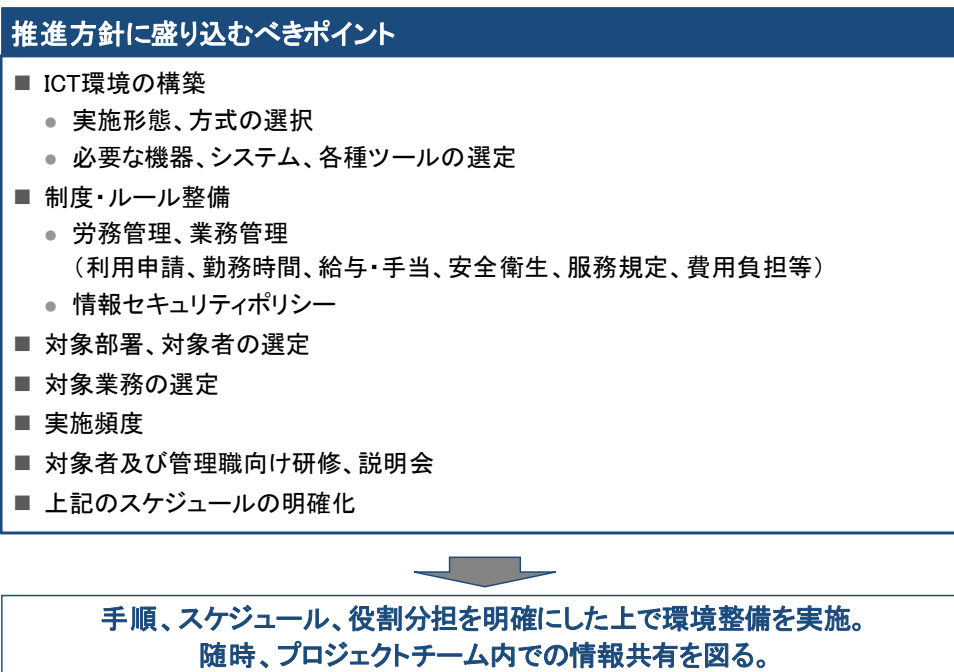 推進方針に盛り込むべきポイント
■ ICT環境の構築
● 実施形態、方式の選択
● 必要な機器、システム、各種ツールの選定
■ 制度・ルール整備
● 労務管理、業務管理
（利用申請、勤務時間、給与・手当、安全衛生、服務規定、費用負担等）
● 情報セキュリティポリシー
■ 対象部署、対象者の選定
■ 対象業務の選定
■ 実施頻度
■ 対象者及び管理職向け研修、説明会
■ 上記のスケジュールの明確化
手順、スケジュール、役割分担を明確にした上で環境整備を実施。
随時、プロジェクトチーム内での情報共有を図る。